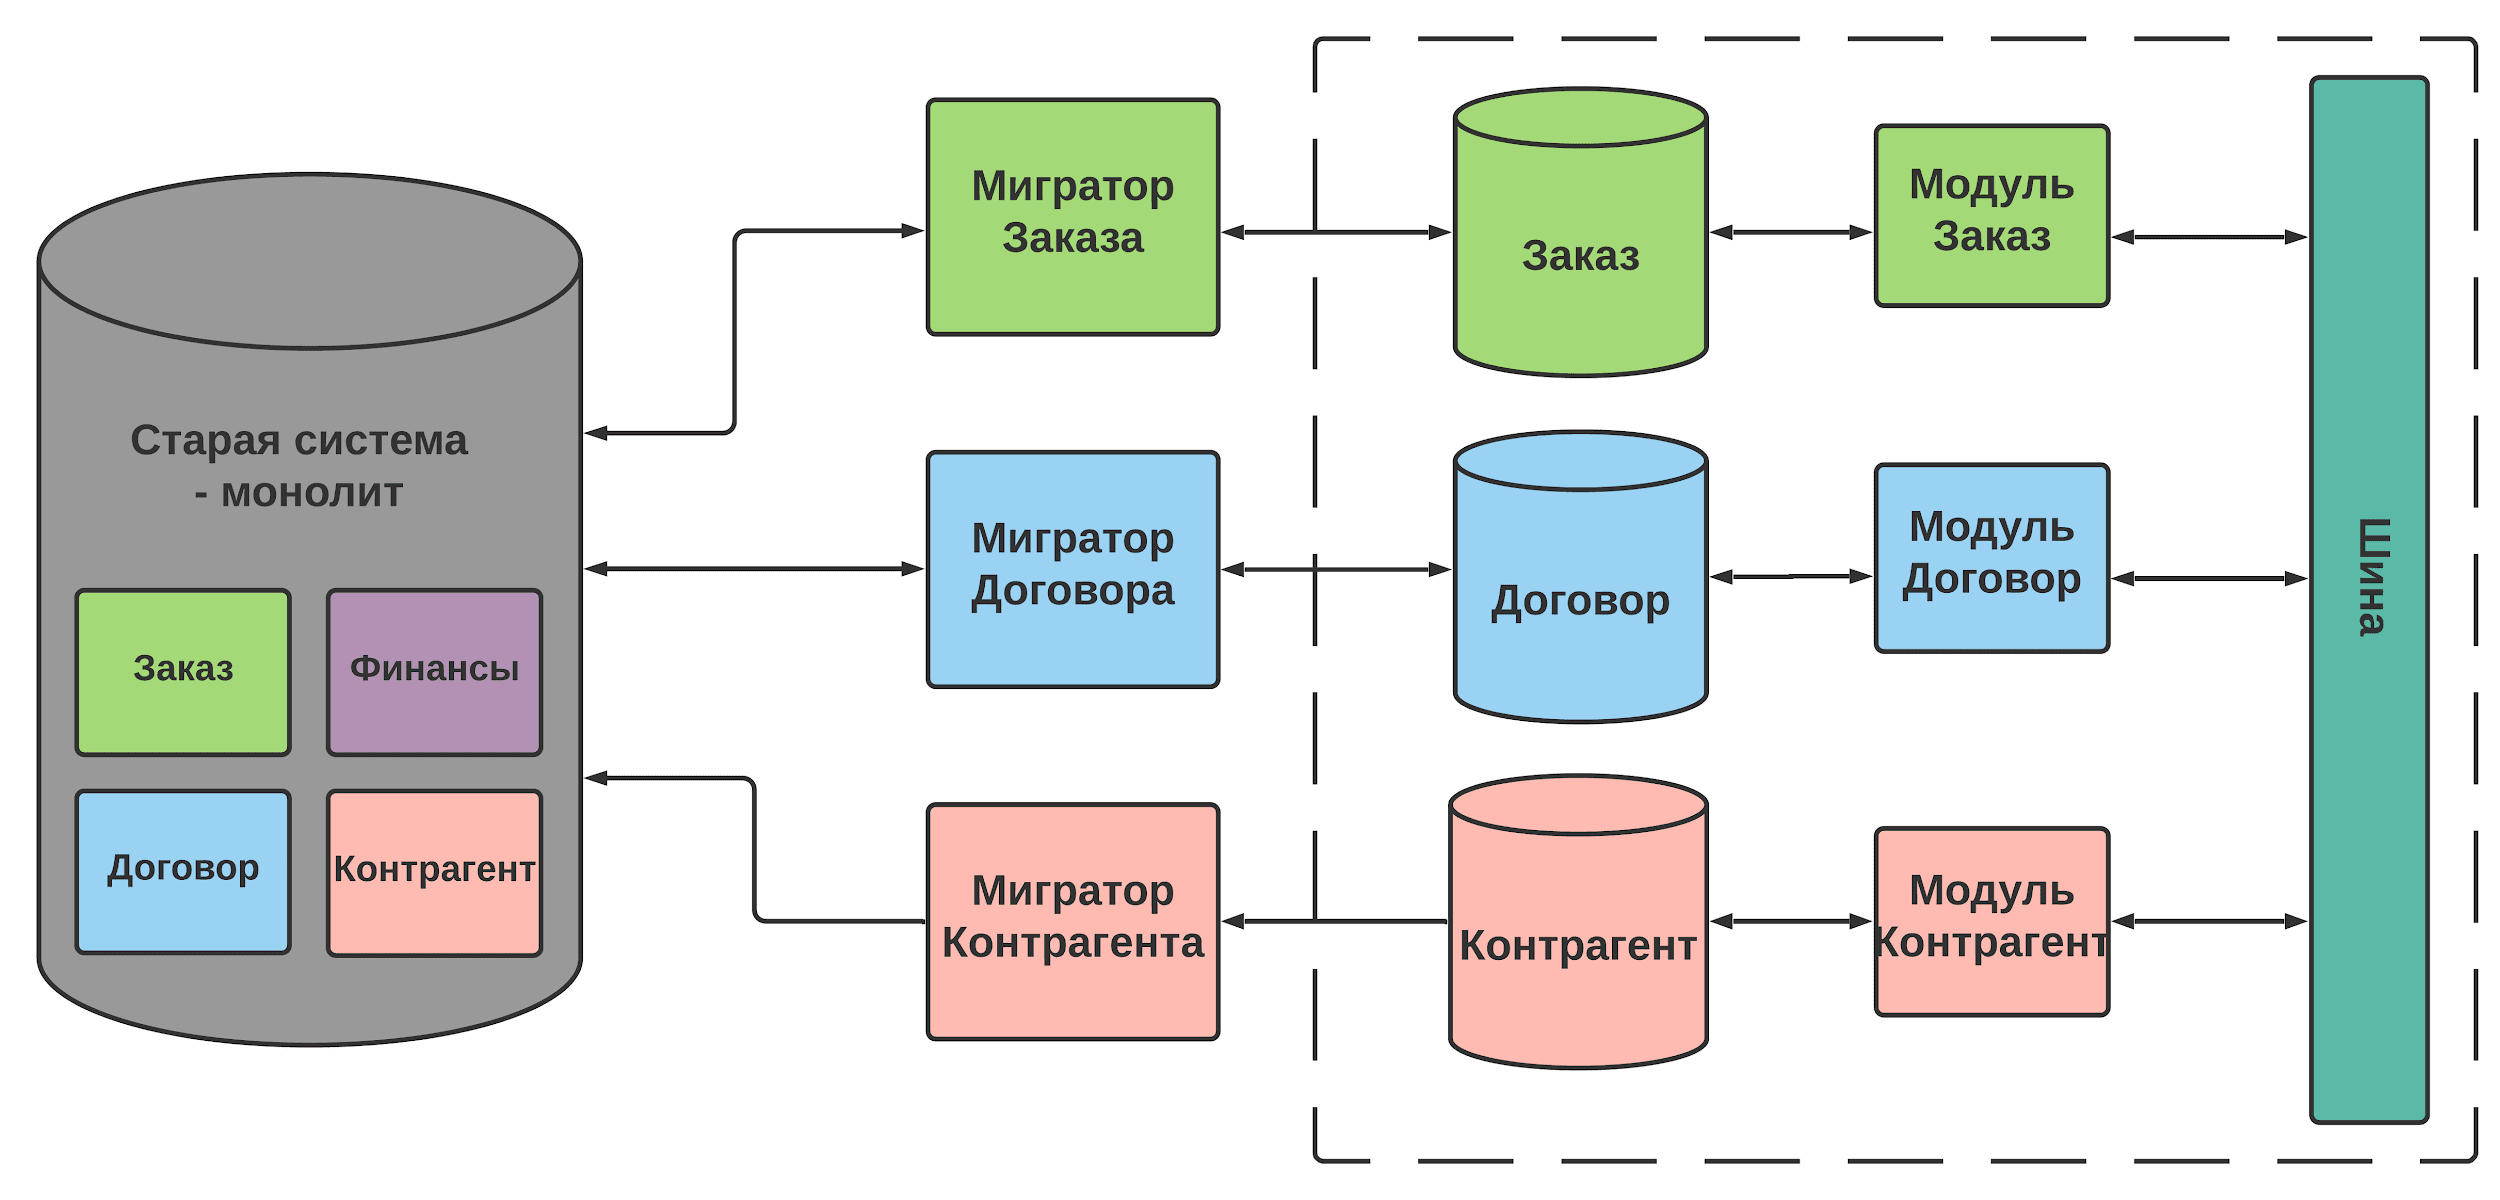 Старая система
- монолит
Заказ
Финансы
Договор
Контрагент
Мигратор
Заказа
Мигратор
Договора
Мигратор
Контрагента
Заказ
Договор
Контрагент
Модуль
Заказ
Модуль
Договор
Модуль
Контрагент
Шина